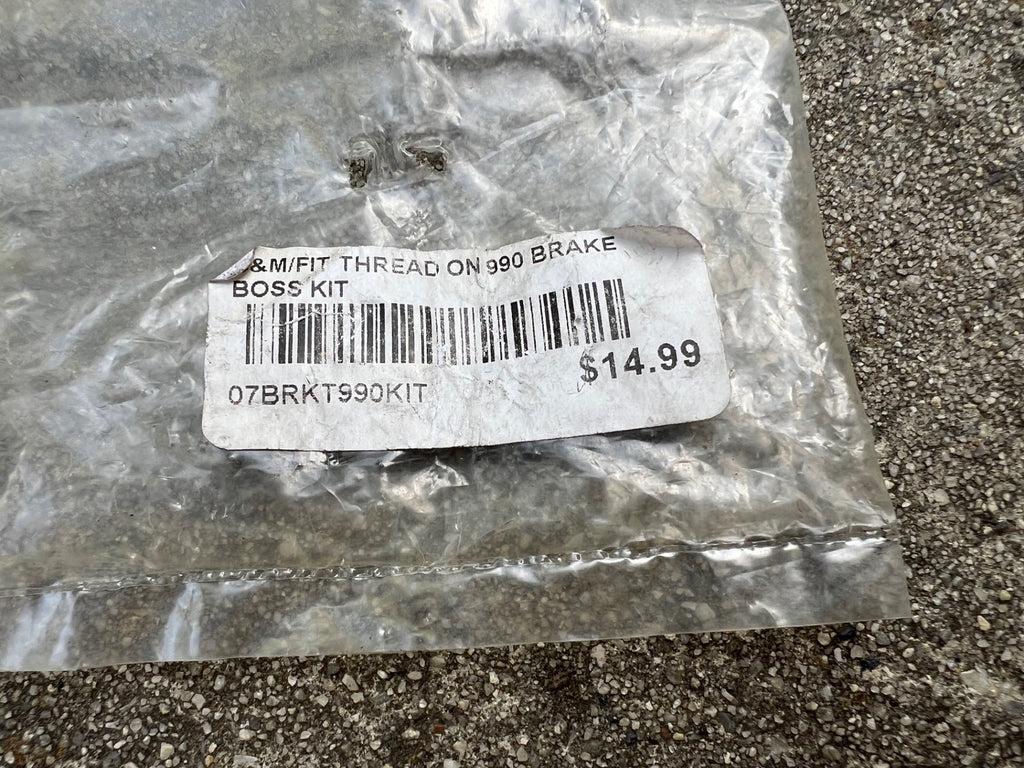 &M/FIT THREAD ON 990 BRAKE
BOSS KIT
$14.99
07BRKT990KIT